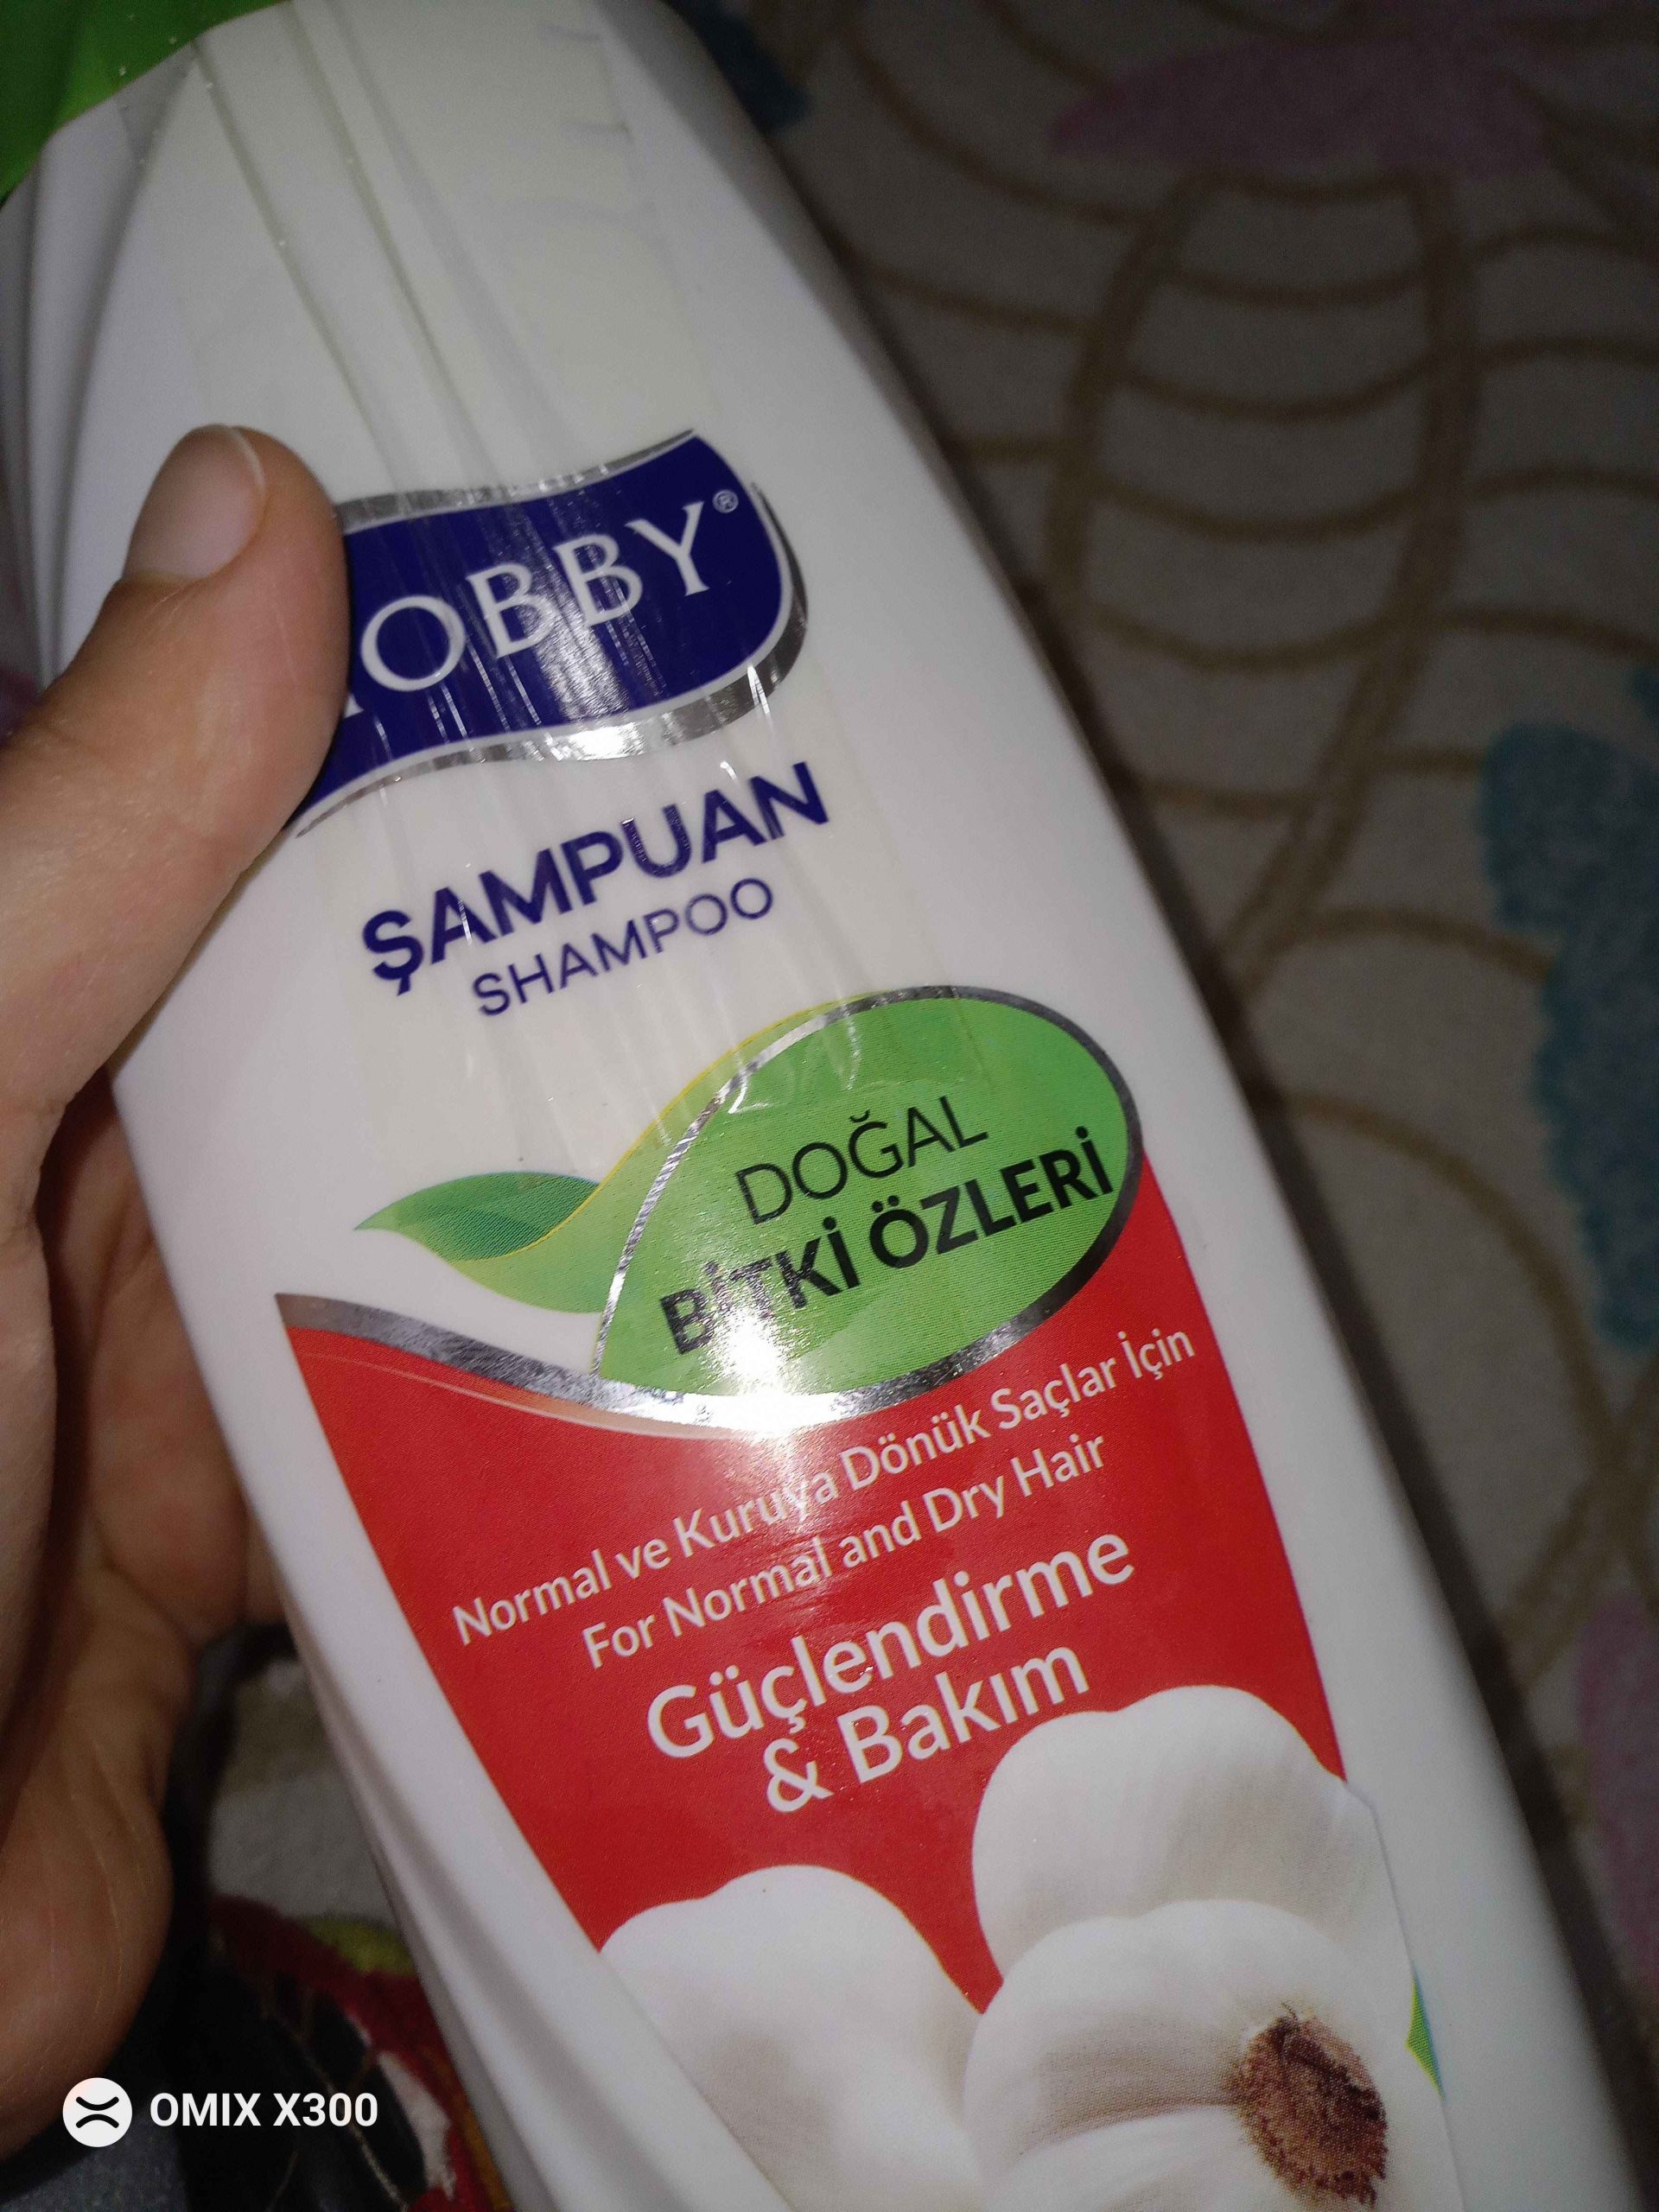 OBBY®
ŞAMPUAN
SHAMPOO
DOĞAL
BİTKİ ÖZLERİ
Normal ve Kuruya Dönük Saçlar İçin
For Normal and Dry Hair
Güçlendirme
& Bakım
OMIX X300